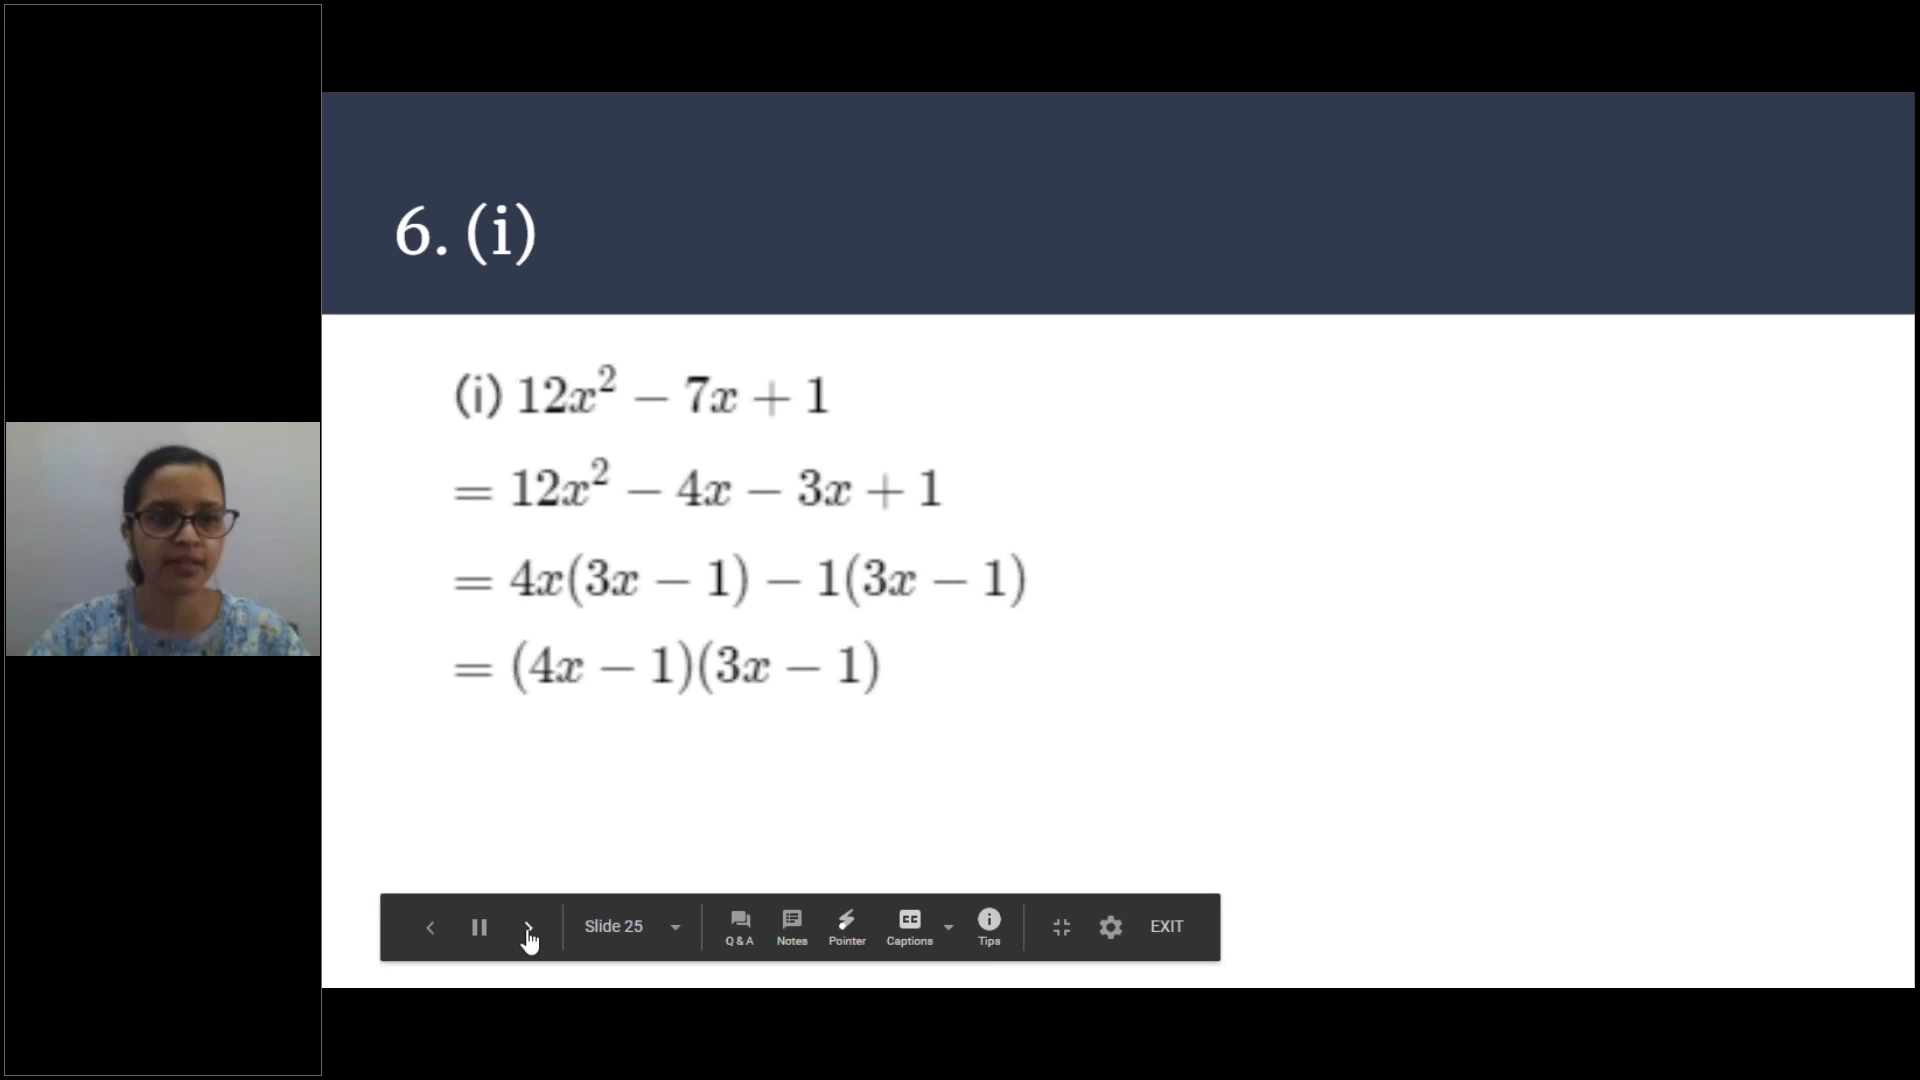 6. (i)
(i) 12x² − 7x + 1
= 12x² − 4x − 3x + 1
= 4x(3x − 1) − 1(3x − 1)
= (4x − 1)(3x − 1)
Slide 25
Q & A
Notes
Pointer
CC
Captions
Tips
EXIT